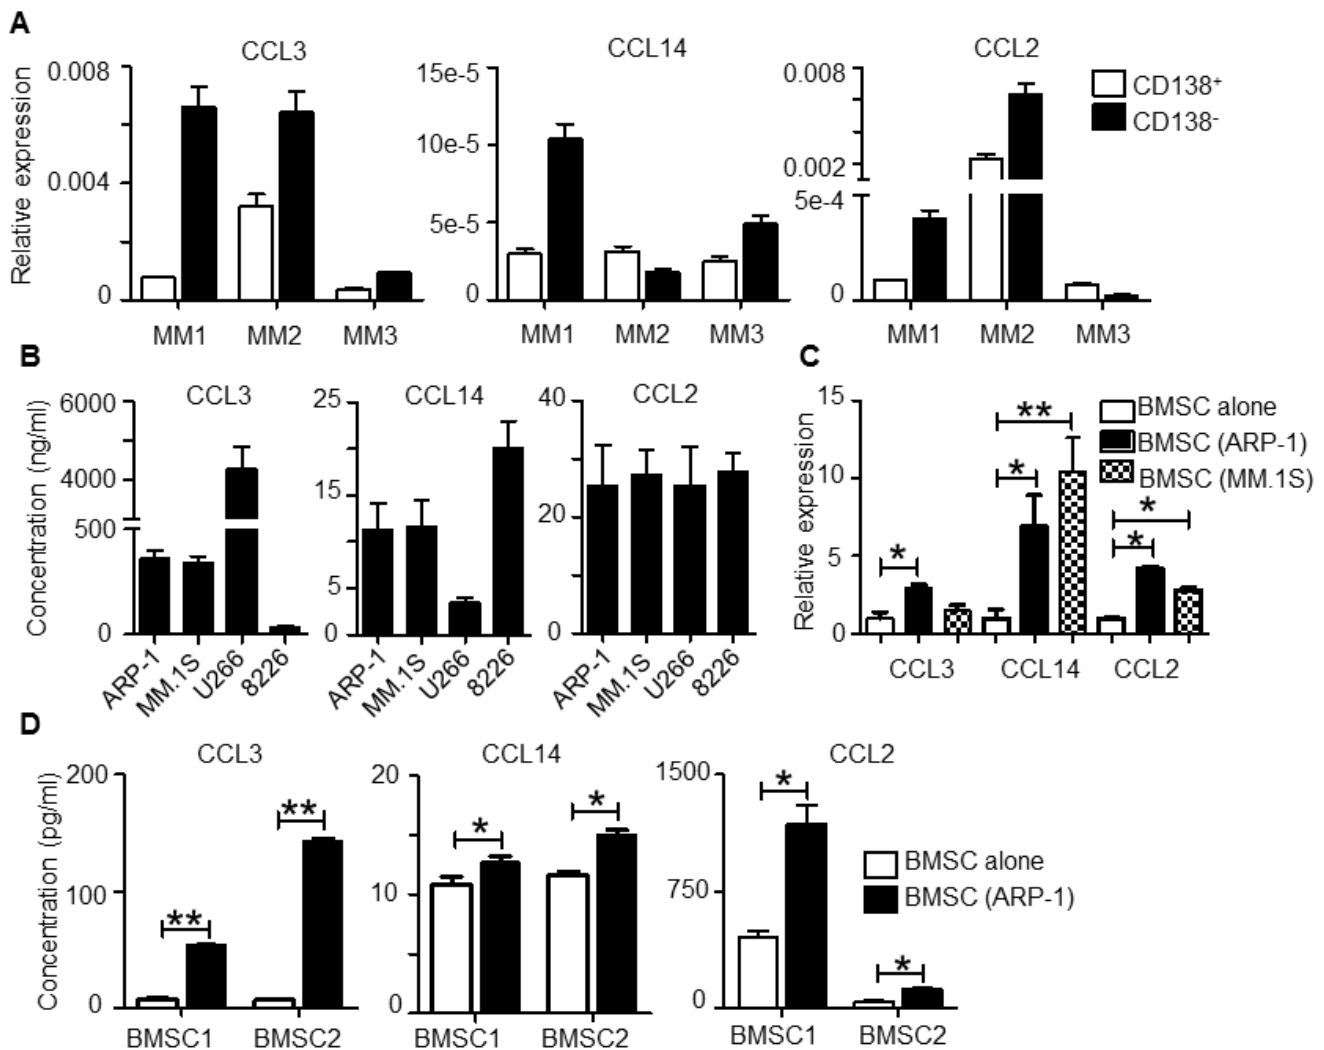 A
CCL3
CCL14
CCL2
Relative expression
0.008
0.004
0
15e-5
10e-5
5e-5
0
0.008
0.002
5e-4
0
CD138+
CD138-
MM1 MM2 MM3
MM1 MM2 MM3
MM1 MM2 MM3
B
CCL3
CCL14
CCL2
Concentration (ng/ml)
6000
4000
500
0
25
15
5
0
40
20
0
ARP-1 MM.1S U266 8226
ARP-1 MM.1S U266 8226
ARP-1 MM.1S U266 8226
C
Relative expression
15
10
5
0
BMSC alone
BMSC (ARP-1)
BMSC (MM.1S)
*
**
*
*
*
CCL3 CCL14 CCL2
D
CCL3
CCL14
CCL2
Concentration (pg/ml)
200
100
0
20
10
0
1500
750
0
**
**
*
*
*
*
BMSC alone
BMSC (ARP-1)
BMSC1 BMSC2
BMSC1 BMSC2
BMSC1 BMSC2